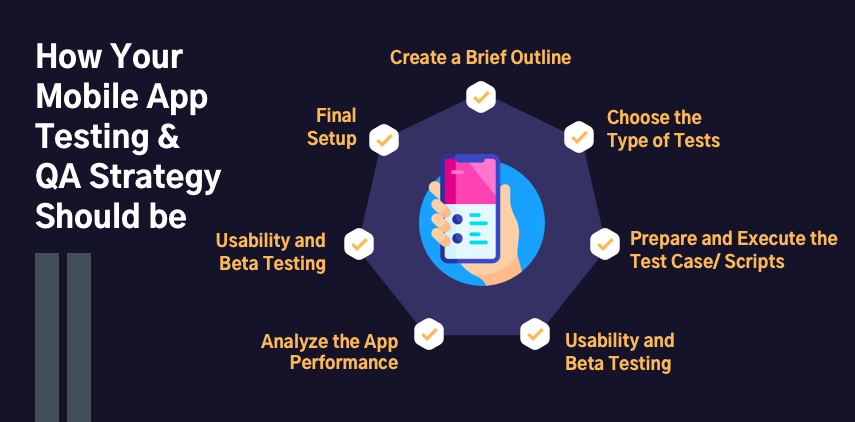 How Your
Mobile App
Testing &
QA Strategy
Should be
Create a Brief Outline
Choose the
Type of Tests
Prepare and Execute the
Test Case/ Scripts
Usability and
Beta Testing
Analyze the App
Performance
Usability and
Beta Testing
Final
Setup